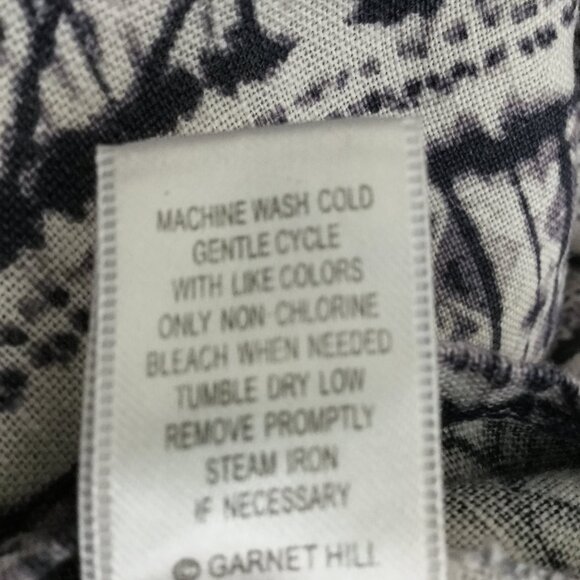 MACHINE WASH COLD
GENTLE CYCLE
WITH LIKE COLORS
ONLY NON-CHLORINE
BLEACH WHEN NEEDED
TUMBLE DRY LOW
REMOVE PROMPTLY
STEAM IRON
IF NECESSARY
© GARNET HILL